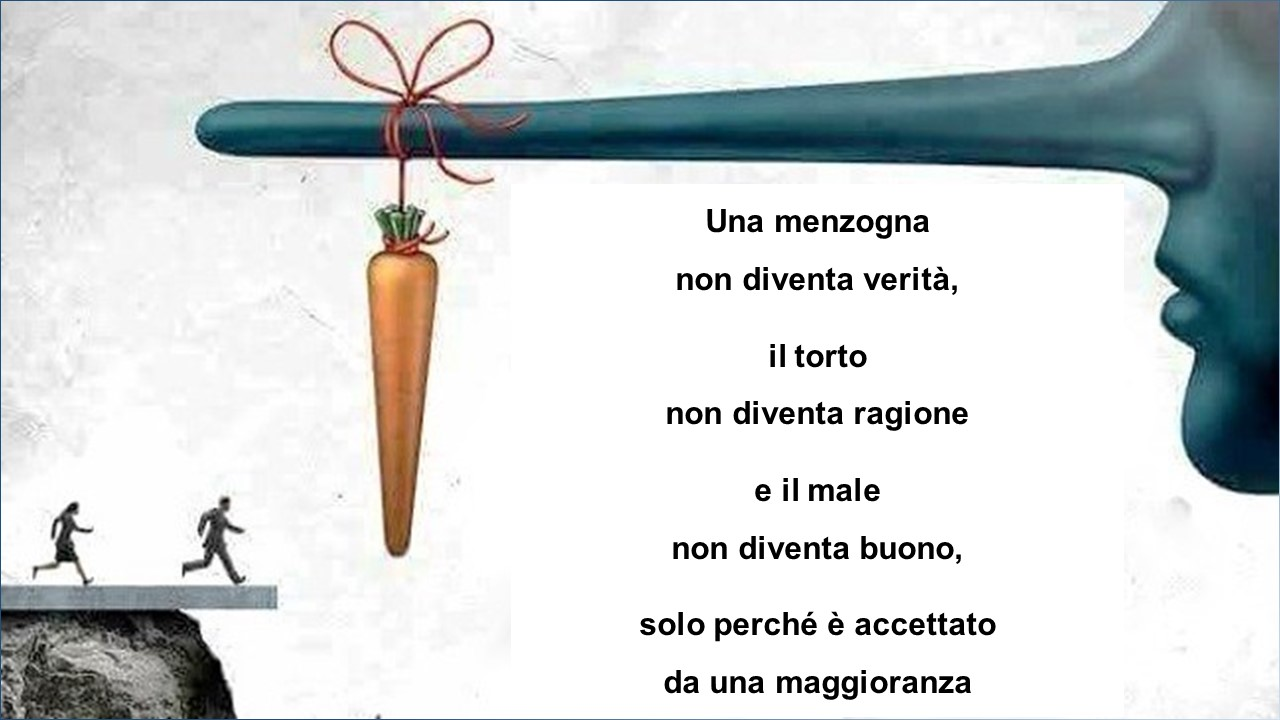 Una menzogna
non diventa verità,
il torto
non diventa ragione
e il male
non diventa buono,
solo perché è accettato
da una maggioranza